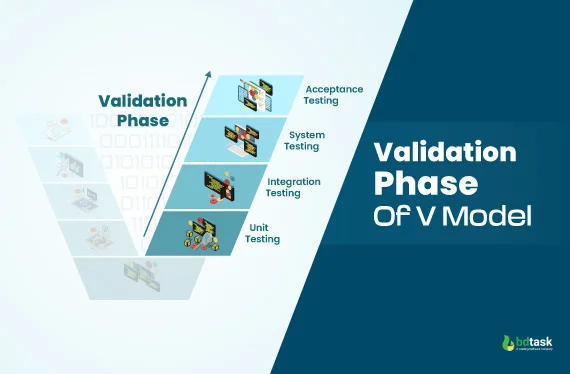 Validation
Phase
Acceptance
Testing
System
Testing
Integration
Testing
Unit
Testing
Validation
Phase
Of V Model
bdtask